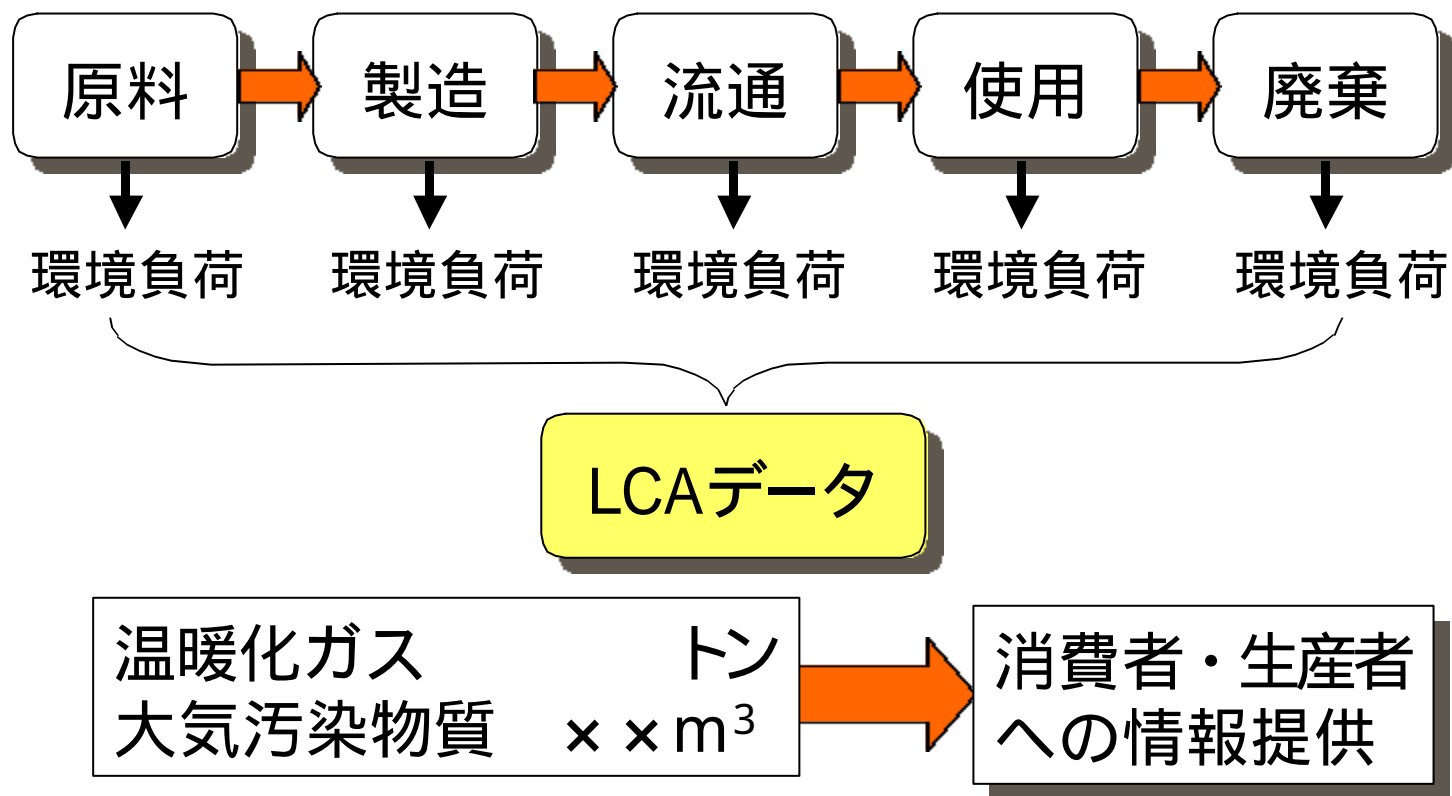 原料
製造
流通
使用
廃棄
環境負荷
環境負荷
環境負荷
環境負荷
環境負荷
LCAデータ
温暖化ガス　　　　トン
大気汚染物質　××m³
消費者・生産者
への情報提供